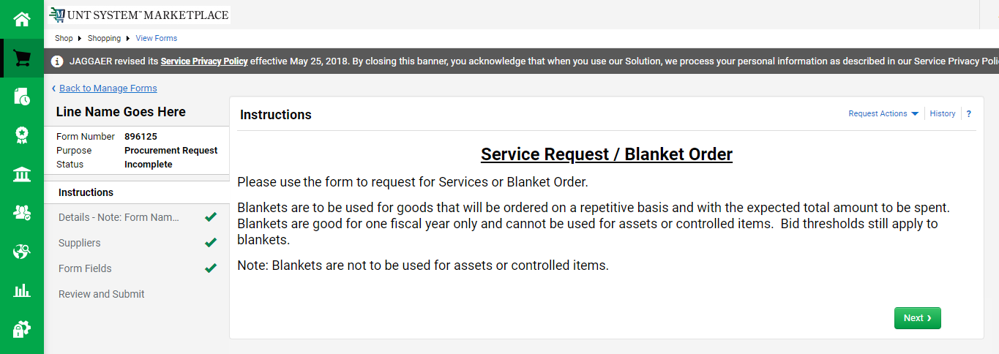 UNT SYSTEM™ MARKETPLACE
Shop Shopping View Forms
JAGGAER revised its Service Privacy Policy effective May 25, 2018. By closing this banner, you acknowledge that when you use our Solution, we process your personal information as described in our Service Privacy Poli
Back to Manage Forms
Line Name Goes Here
Form Number 896125
Purpose Procurement Request
Status Incomplete
Instructions
Details - Note: Form Nam...
Suppliers
Form Fields
Review and Submit
Instructions
Request Actions History ?
Service Request / Blanket Order
Please use the form to request for Services or Blanket Order.
Blankets are to be used for goods that will be ordered on a repetitive basis and with the expected total amount to be spent.
Blankets are good for one fiscal year only and cannot be used for assets or controlled items.  Bid thresholds still apply to
blankets.
Note: Blankets are not to be used for assets or controlled items.
Next ›